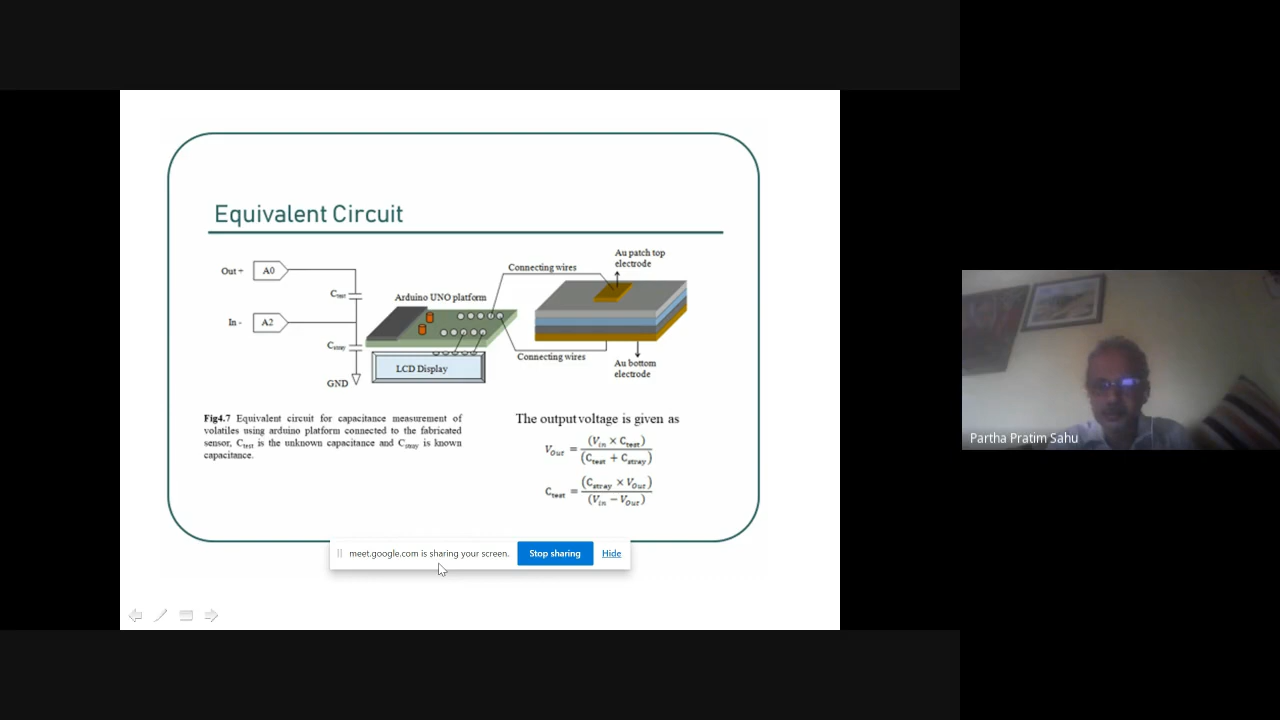 Equivalent Circuit
Out +
A0
C_test
In -
A2
C_stray
GND
Arduino UNO platform
LCD Display
Connecting wires
Connecting wires
Au patch top
electrode
Au bottom
electrode
Fig4.7 Equivalent circuit for capacitance measurement of
volatiles using arduino platform connected to the fabricated
sensor, C_test is the unknown capacitance and C_stray is known
capacitance.
The output voltage is given as
V_Out = (V_in × C_test) / (C_test + C_stray)
C_test = (C_stray × V_Out) / (V_in − V_Out)
meet.google.com is sharing your screen.
Stop sharing
Hide
Partha Pratim Sahu